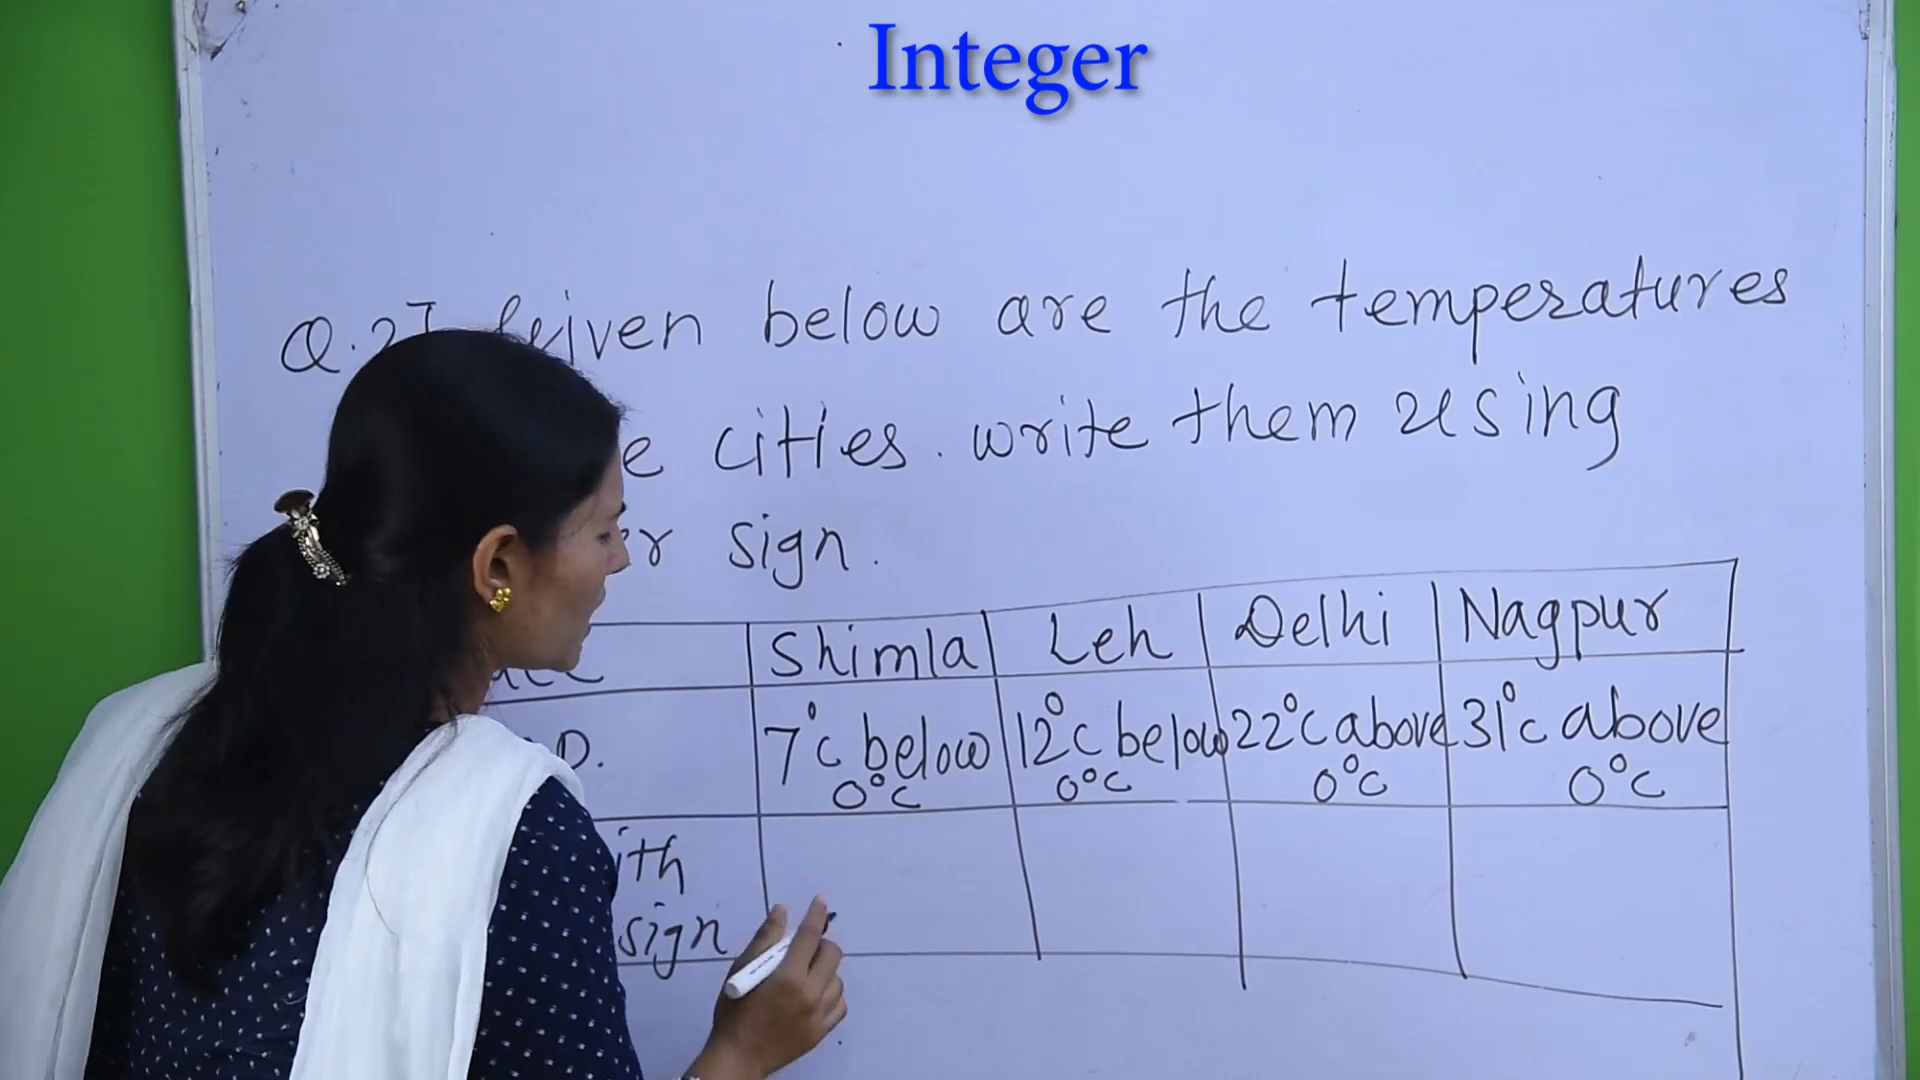 Integer
Q.2] Given below are the temperatures
cities. write them using
sign.
Shimla Leh Delhi Nagpur
7°c below 12°c below 22°c above 31°c above
0°c 0°c 0°c 0°c
sign